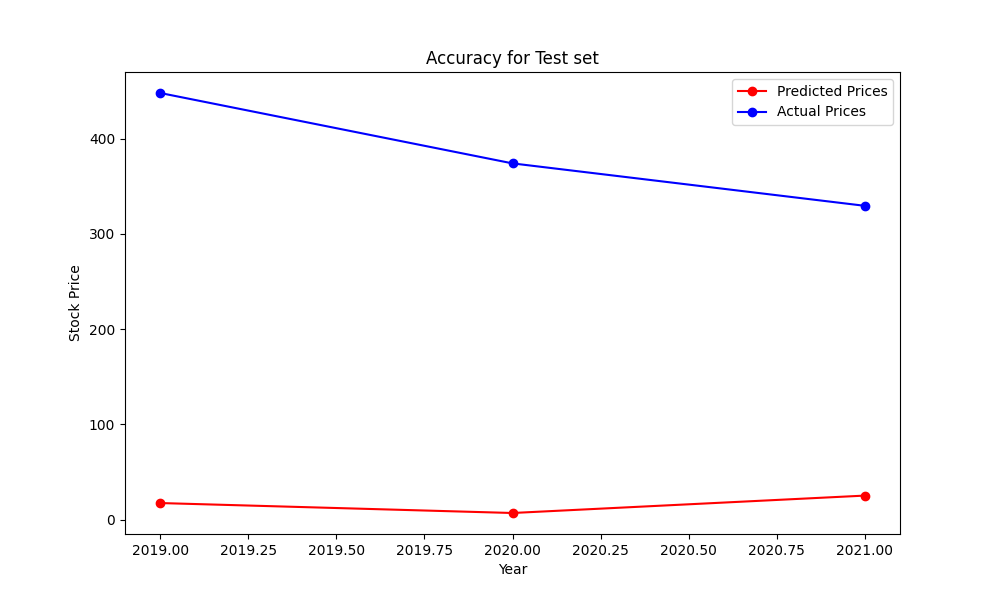 Accuracy for Test set
Predicted Prices
Actual Prices
Stock Price
400
300
200
100
0
2019.00 2019.25 2019.50 2019.75 2020.00 2020.25 2020.50 2020.75 2021.00
Year